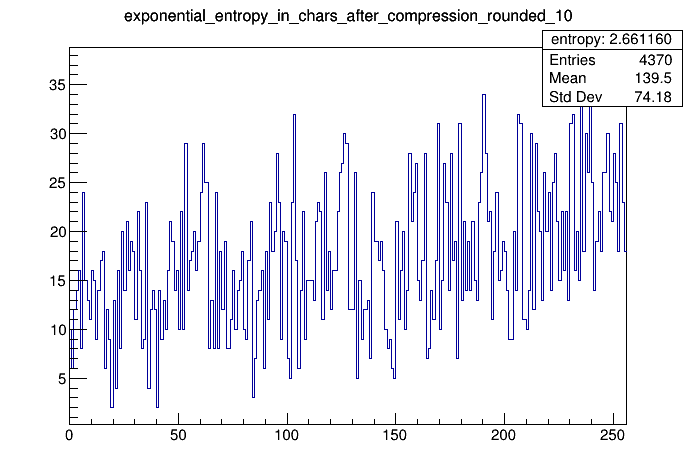 exponential_entropy_in_chars_after_compression_rounded_10
entropy: 2.661160
Entries 4370
Mean 139.5
Std Dev 74.18
35
30
25
20
15
10
5
0 50 100 150 200 250